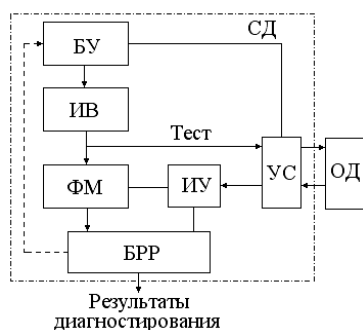 СД
БУ
ИВ
Тест
ФМ
ИУ
УС
ОД
БРР
Результаты
диагностирования